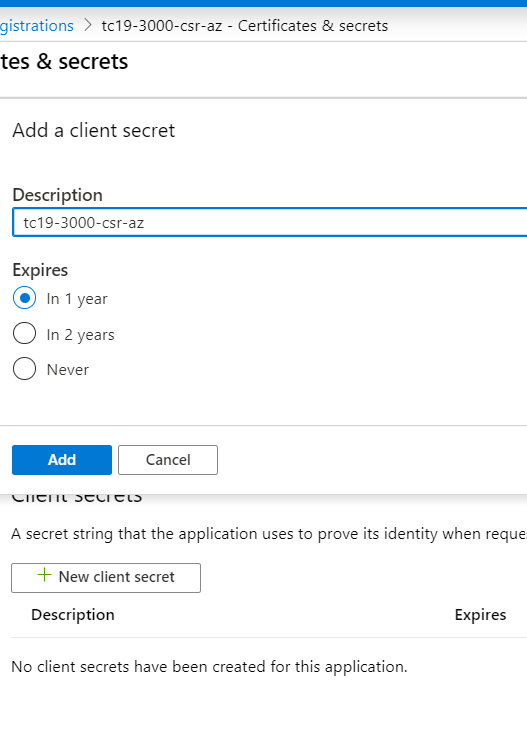 gistrations > tc19-3000-csr-az - Certificates & secrets
tes & secrets
Add a client secret
Description
tc19-3000-csr-az
Expires
In 1 year
In 2 years
Never
Add Cancel
Client secrets
A secret string that the application uses to prove its identity when reque
+ New client secret
Description Expires
No client secrets have been created for this application.